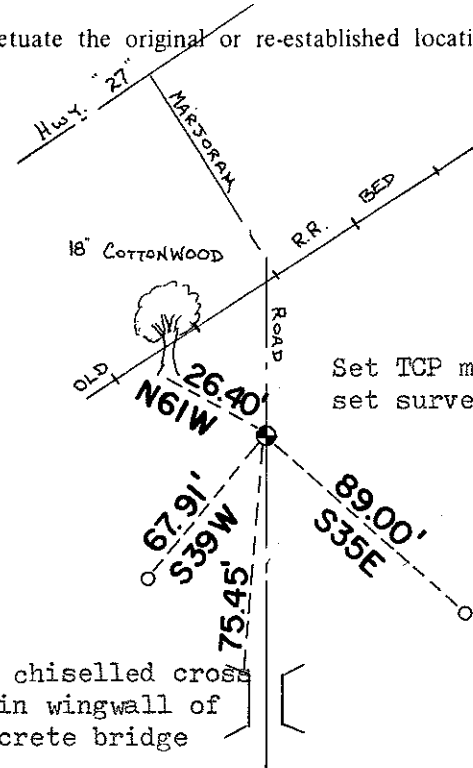 etuate the original or re-established locati
Hwy. "27"
MARJORAM
R.R. BED
18" COTTONWOOD
ROAD
OLD
26.40'
N61W
Set TCP m
set surve
67.91'
S39W
89.00'
S35E
75.45'
chiselled cross
in wingwall of
crete bridge